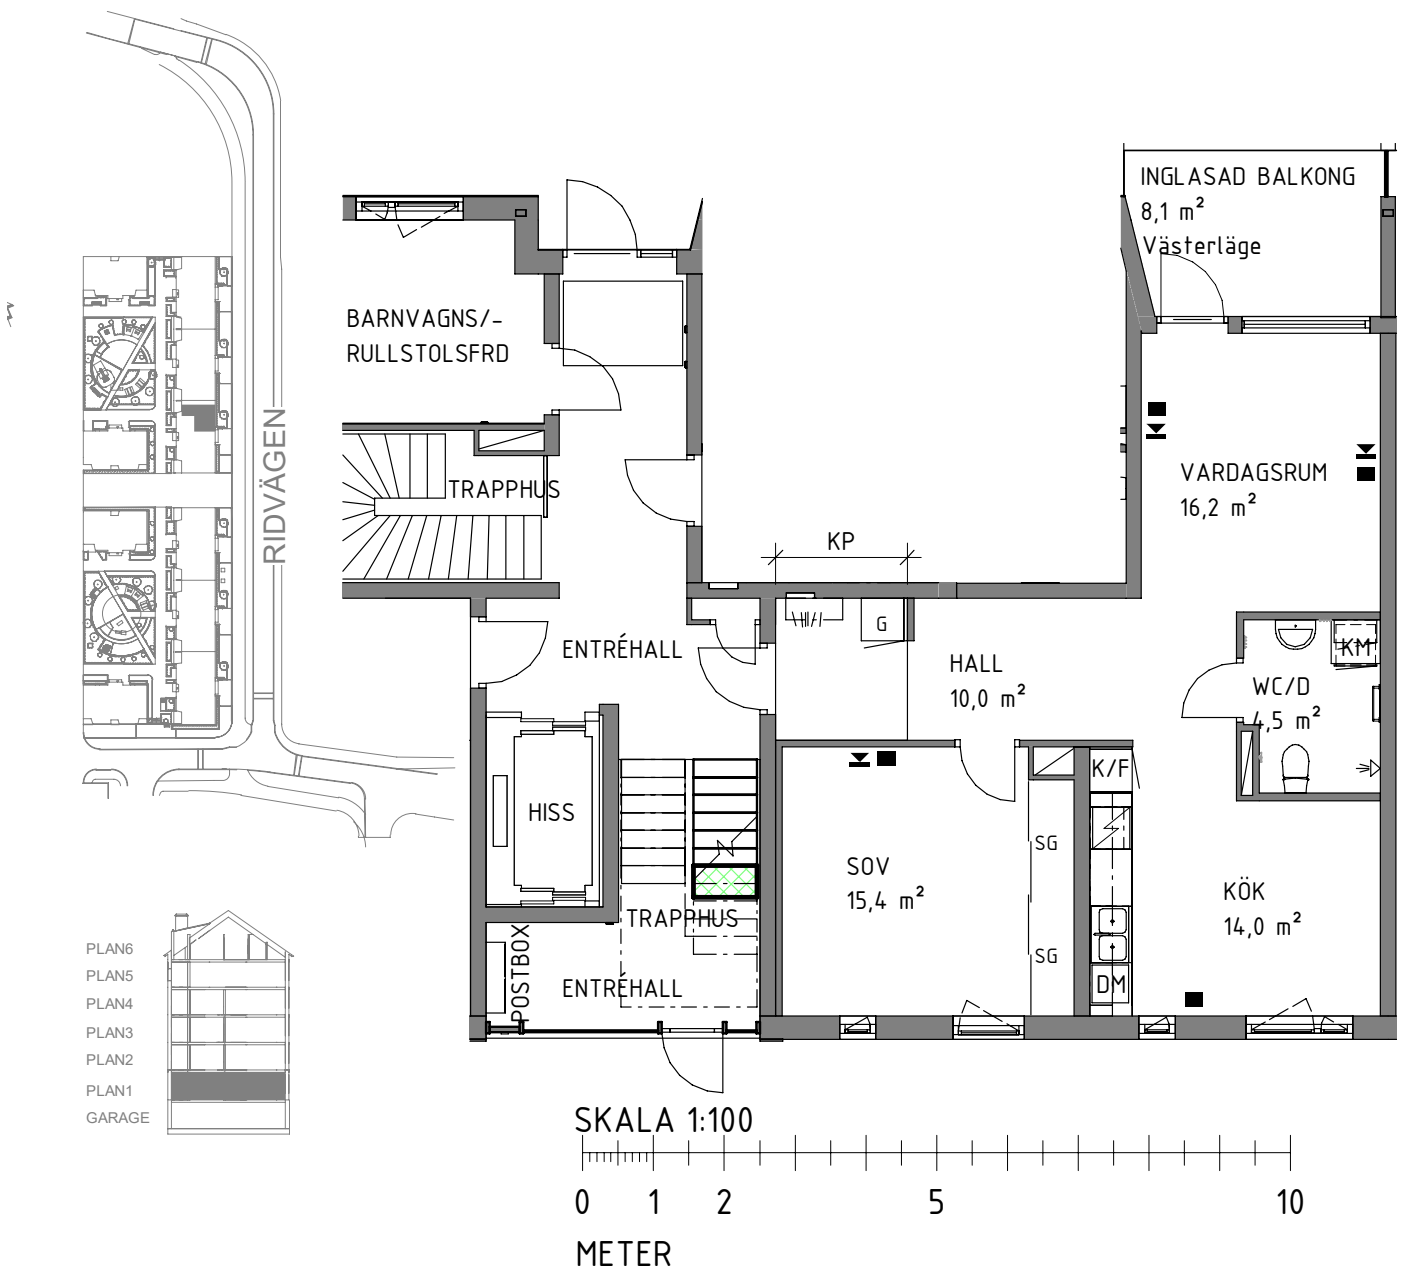 INGLASAD BALKONG
8,1 m²
Västerläge
BARNVAGNS/-
RULLSTOLSFRD
RIDVÄGEN
TRAPPHUS
VARDAGSRUM
16,2 m²
KP
G
ENTRÉHALL
HALL
10,0 m²
KM
WC/D
4,5 m²
K/F
HISS
SG
SOV
15,4 m²
KÖK
14,0 m²
TRAPPHUS
SG
POSTBOX
ENTRÉHALL
DM
PLAN6
PLAN5
PLAN4
PLAN3
PLAN2
PLAN1
GARAGE
SKALA 1:100
0 1 2 5 10
METER